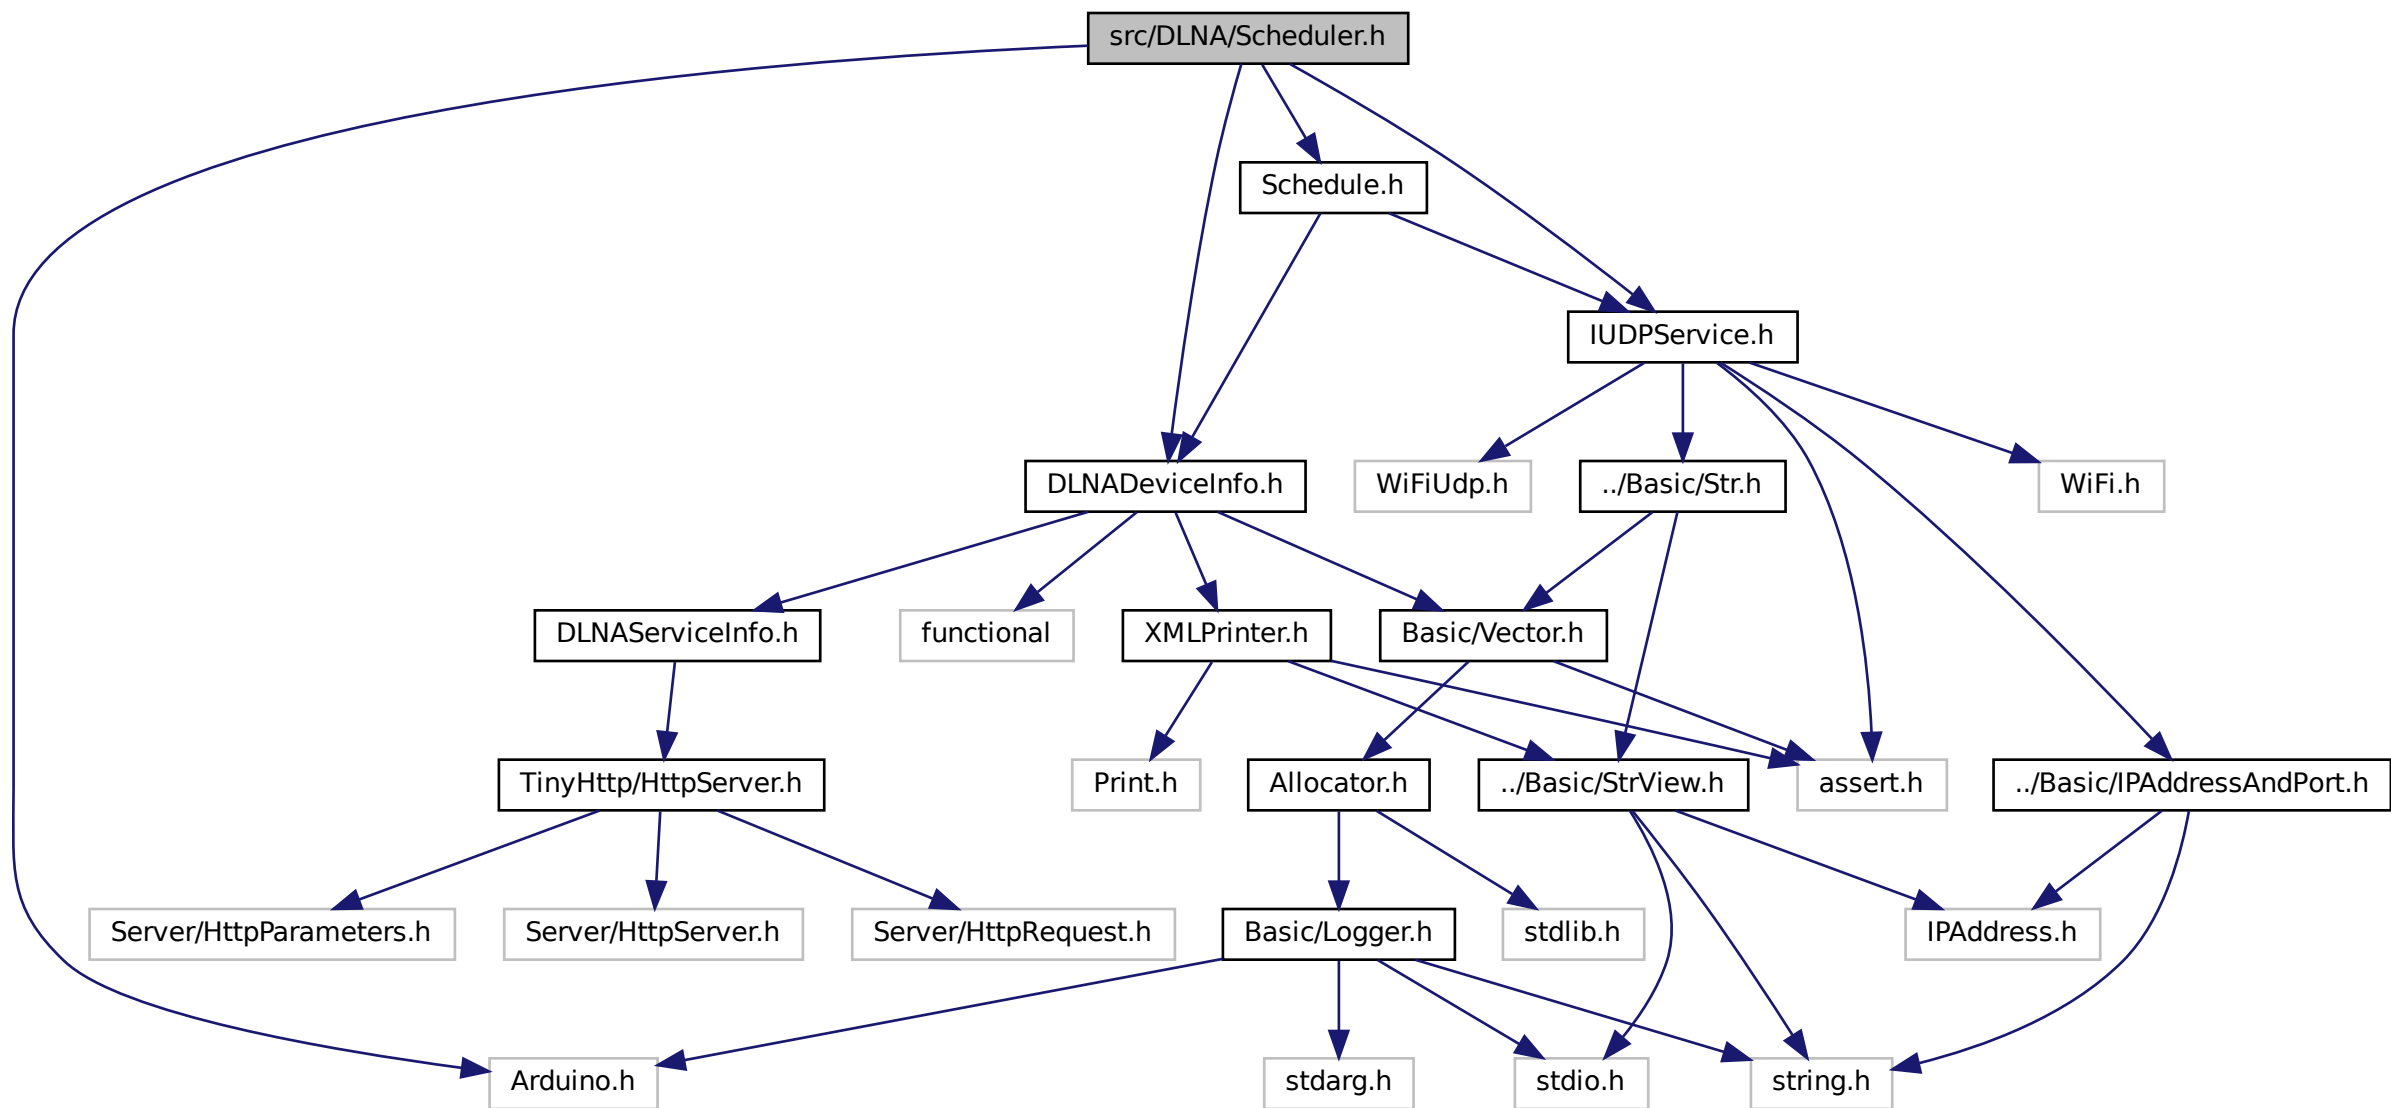 src/DLNA/Scheduler.h
Schedule.h
IUDPService.h
DLNADeviceInfo.h
WiFiUdp.h
../Basic/Str.h
WiFi.h
DLNAServiceInfo.h
functional
XMLPrinter.h
Basic/Vector.h
TinyHttp/HttpServer.h
Print.h
Allocator.h
../Basic/StrView.h
assert.h
../Basic/IPAddressAndPort.h
Server/HttpParameters.h
Server/HttpServer.h
Server/HttpRequest.h
Basic/Logger.h
stdlib.h
IPAddress.h
Arduino.h
stdarg.h
stdio.h
string.h